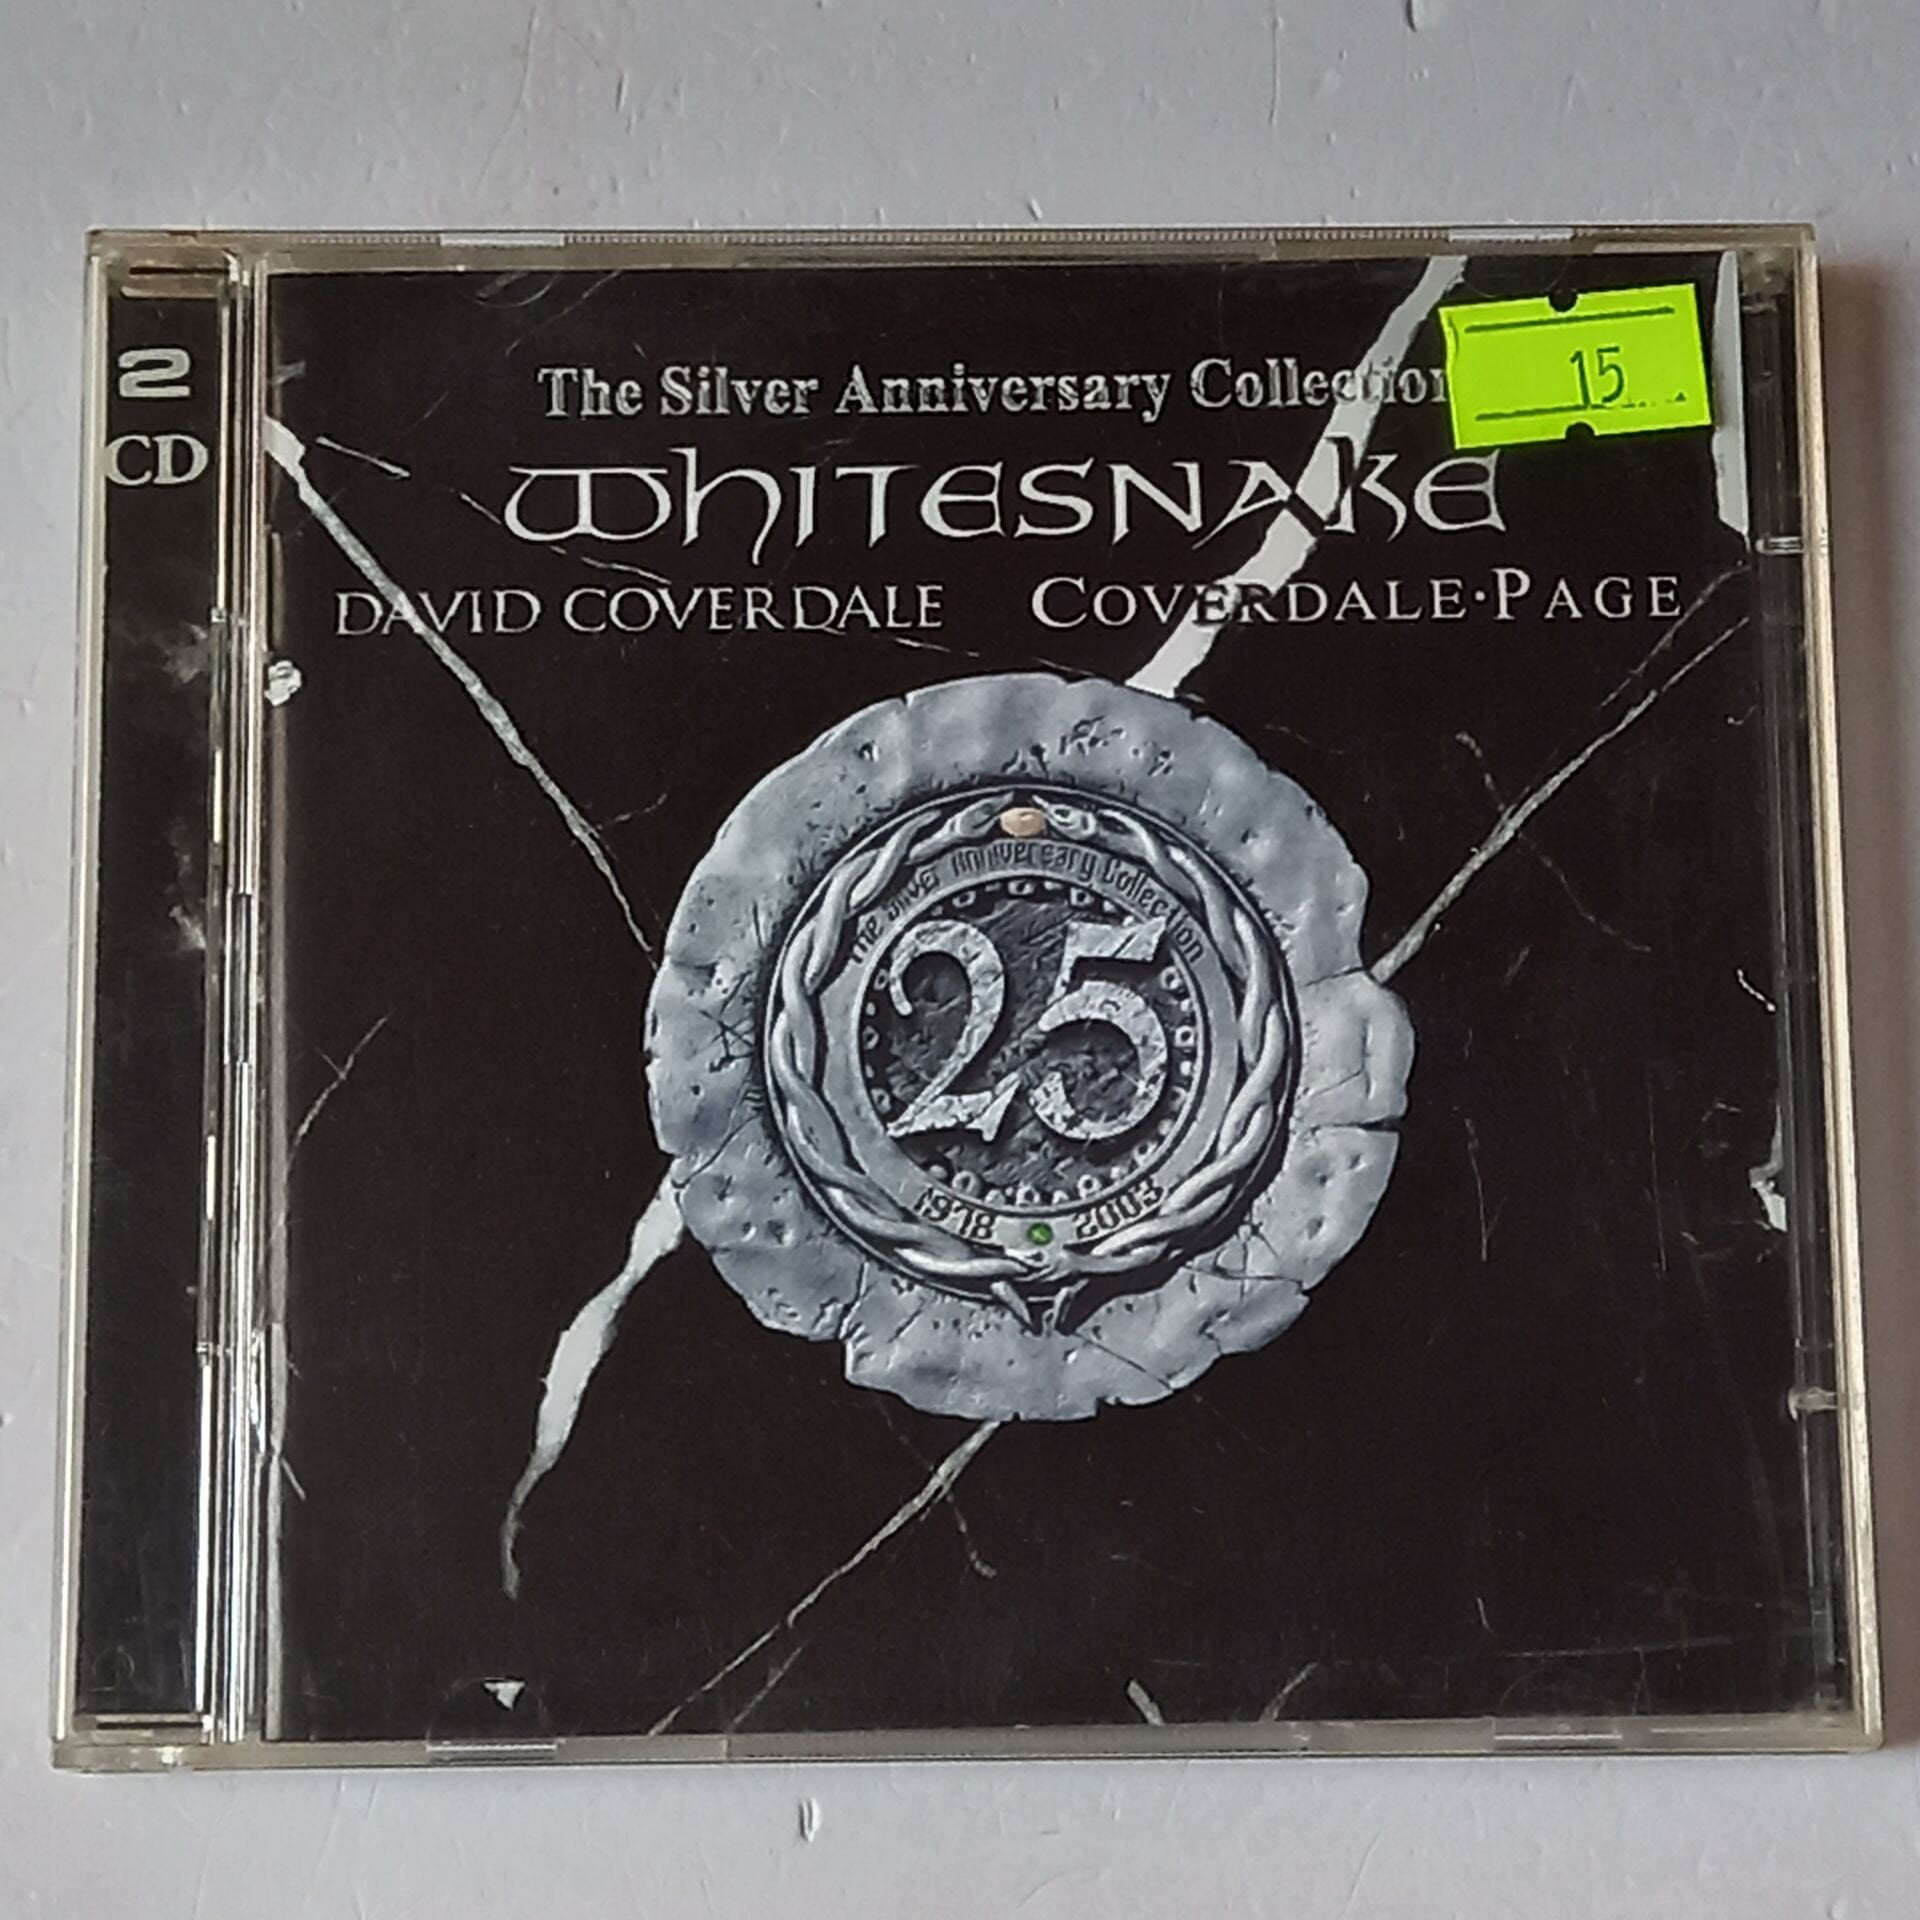 2
CD
The Silver Anniversary Collection
15
WHITESNAKE
DAVID COVERDALE COVERDALE·PAGE
The Silver Anniversary Collection
25
1978 2003